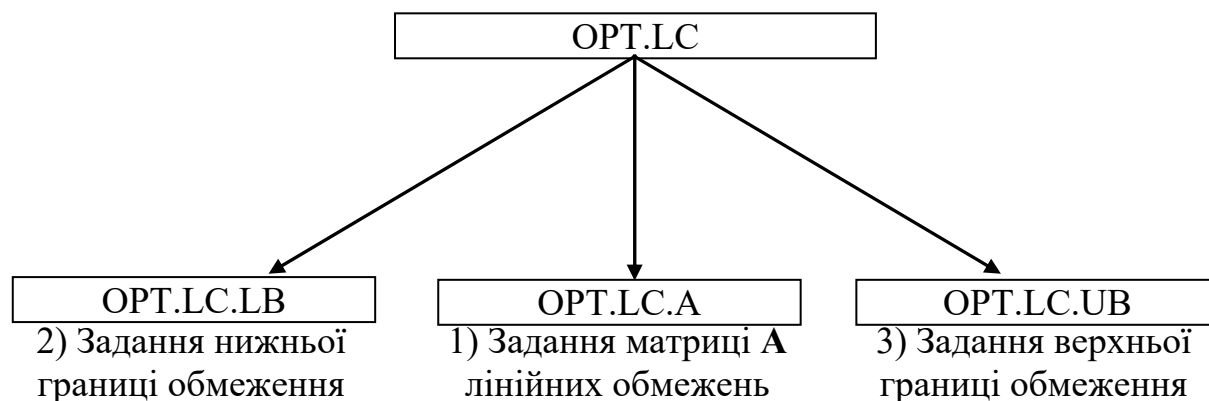 OPT.LC
OPT.LC.LB
2) Задання нижньої
границі обмеження
OPT.LC.A
1) Задання матриці А
лінійних обмежень
OPT.LC.UB
3) Задання верхньої
границі обмеження